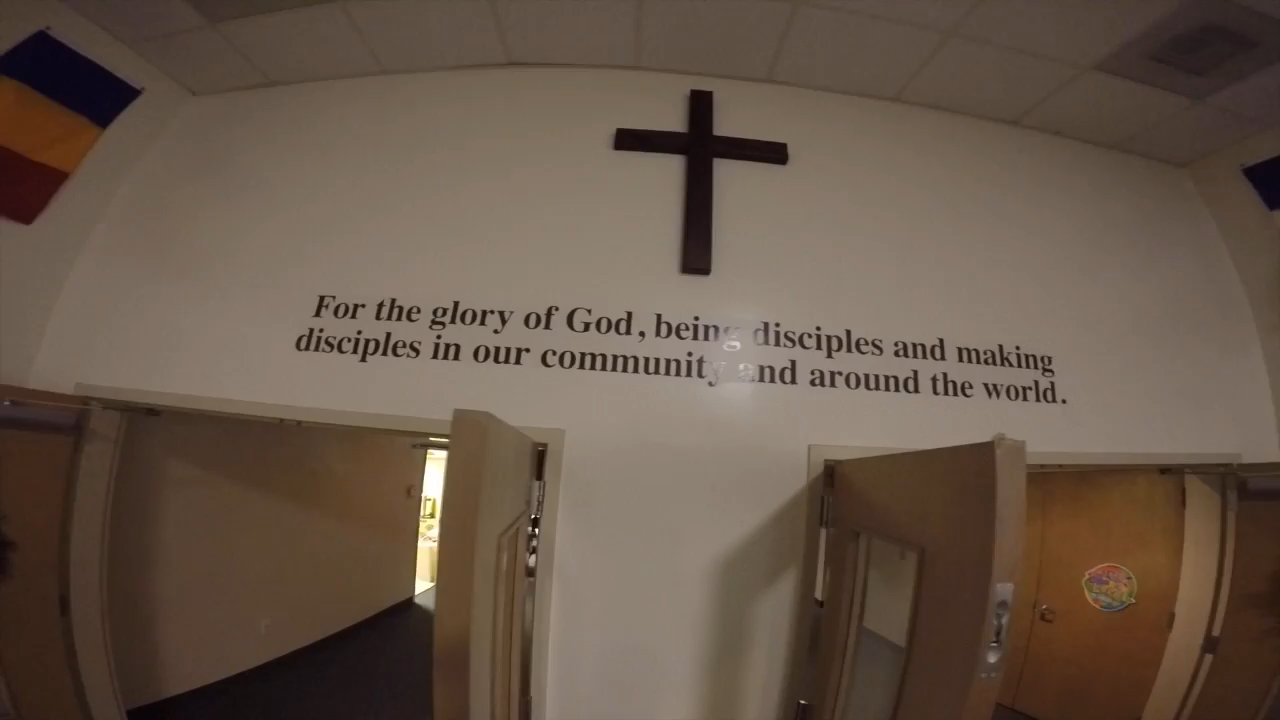 For the glory of God, being disciples and making
disciples in our community and around the world.